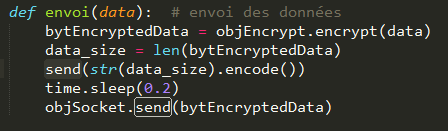 def envoi(data):  # envoi des données
    bytEncryptedData = objEncrypt.encrypt(data)
    data_size = len(bytEncryptedData)
    send(str(data_size).encode())
    time.sleep(0.2)
    objSocket.send(bytEncryptedData)